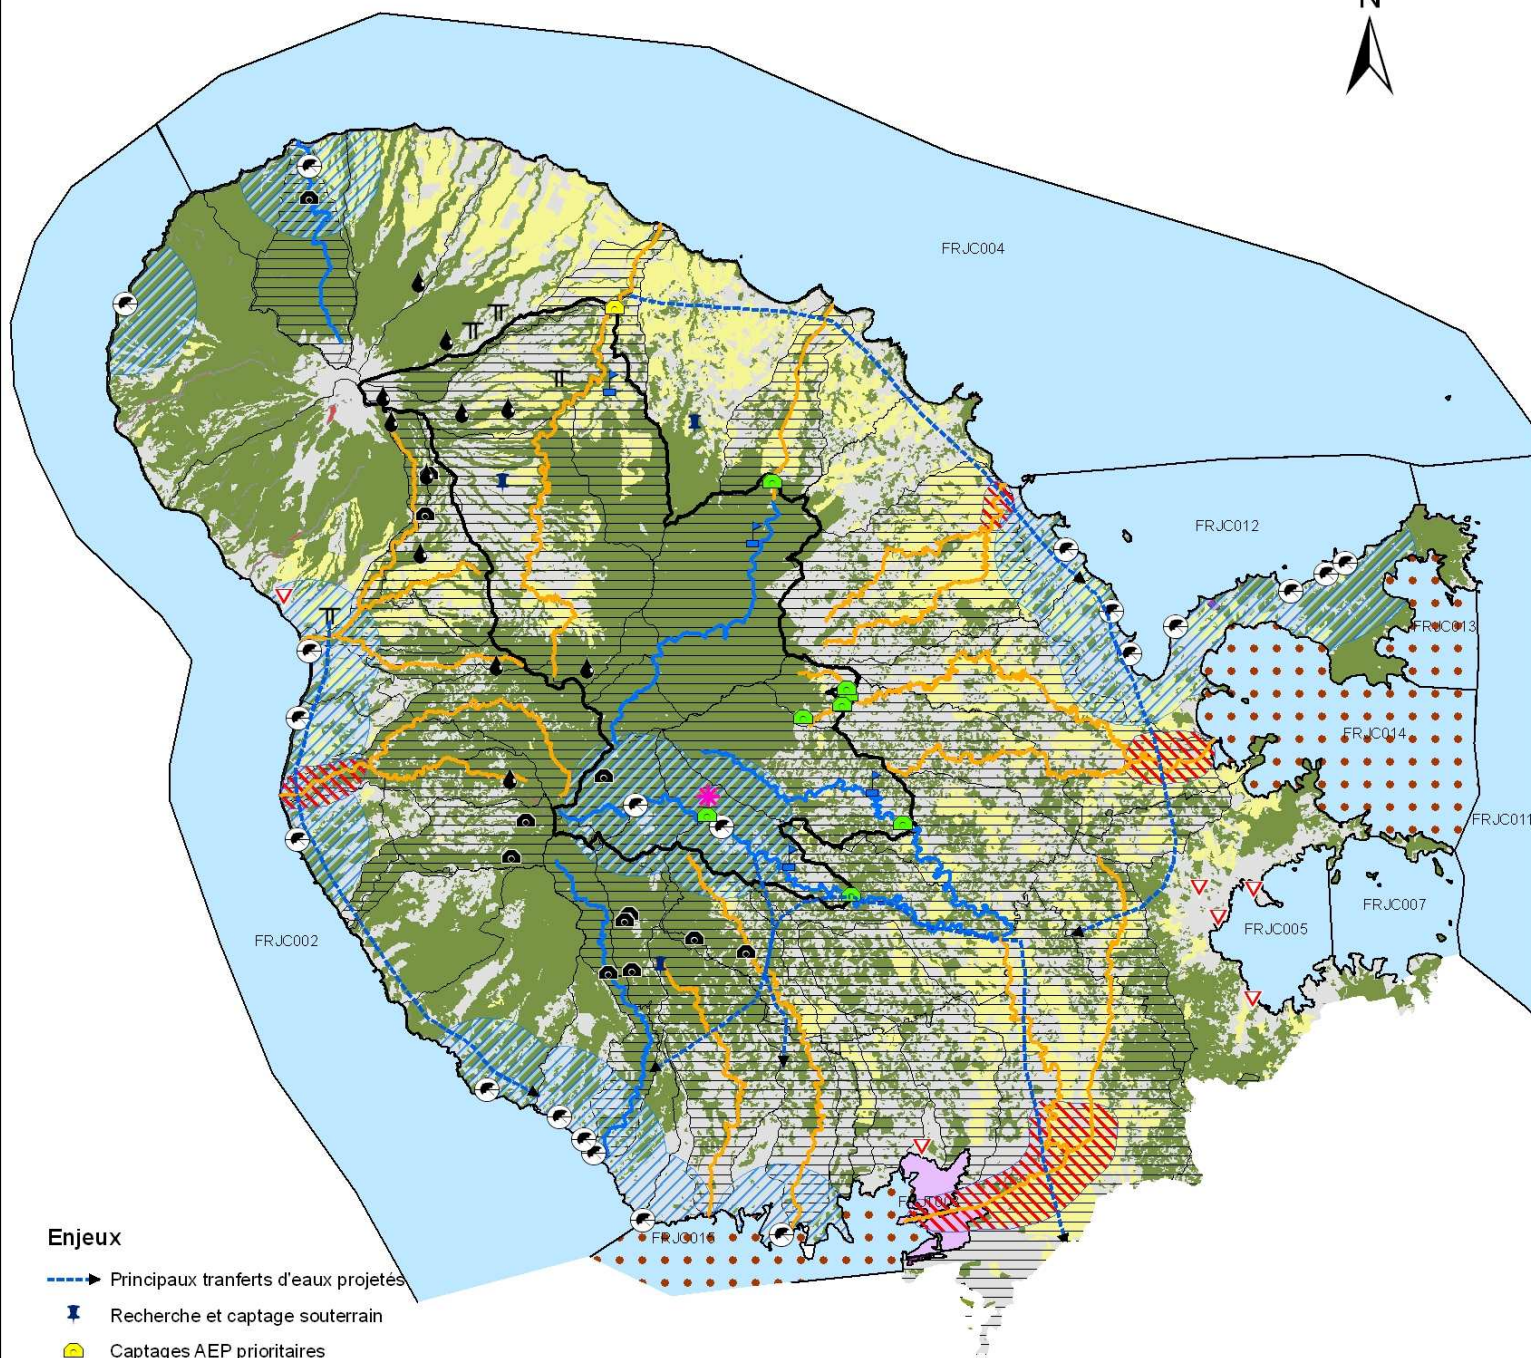 N
FRJC004
FRJC012
FRJC013
FRJC014
FRJC011
FRJC007
FRJC005
FRJC002
FRJC015
Enjeux
Principaux tranferts d'eaux projetés
Recherche et captage souterrain
Captages AEP prioritaires